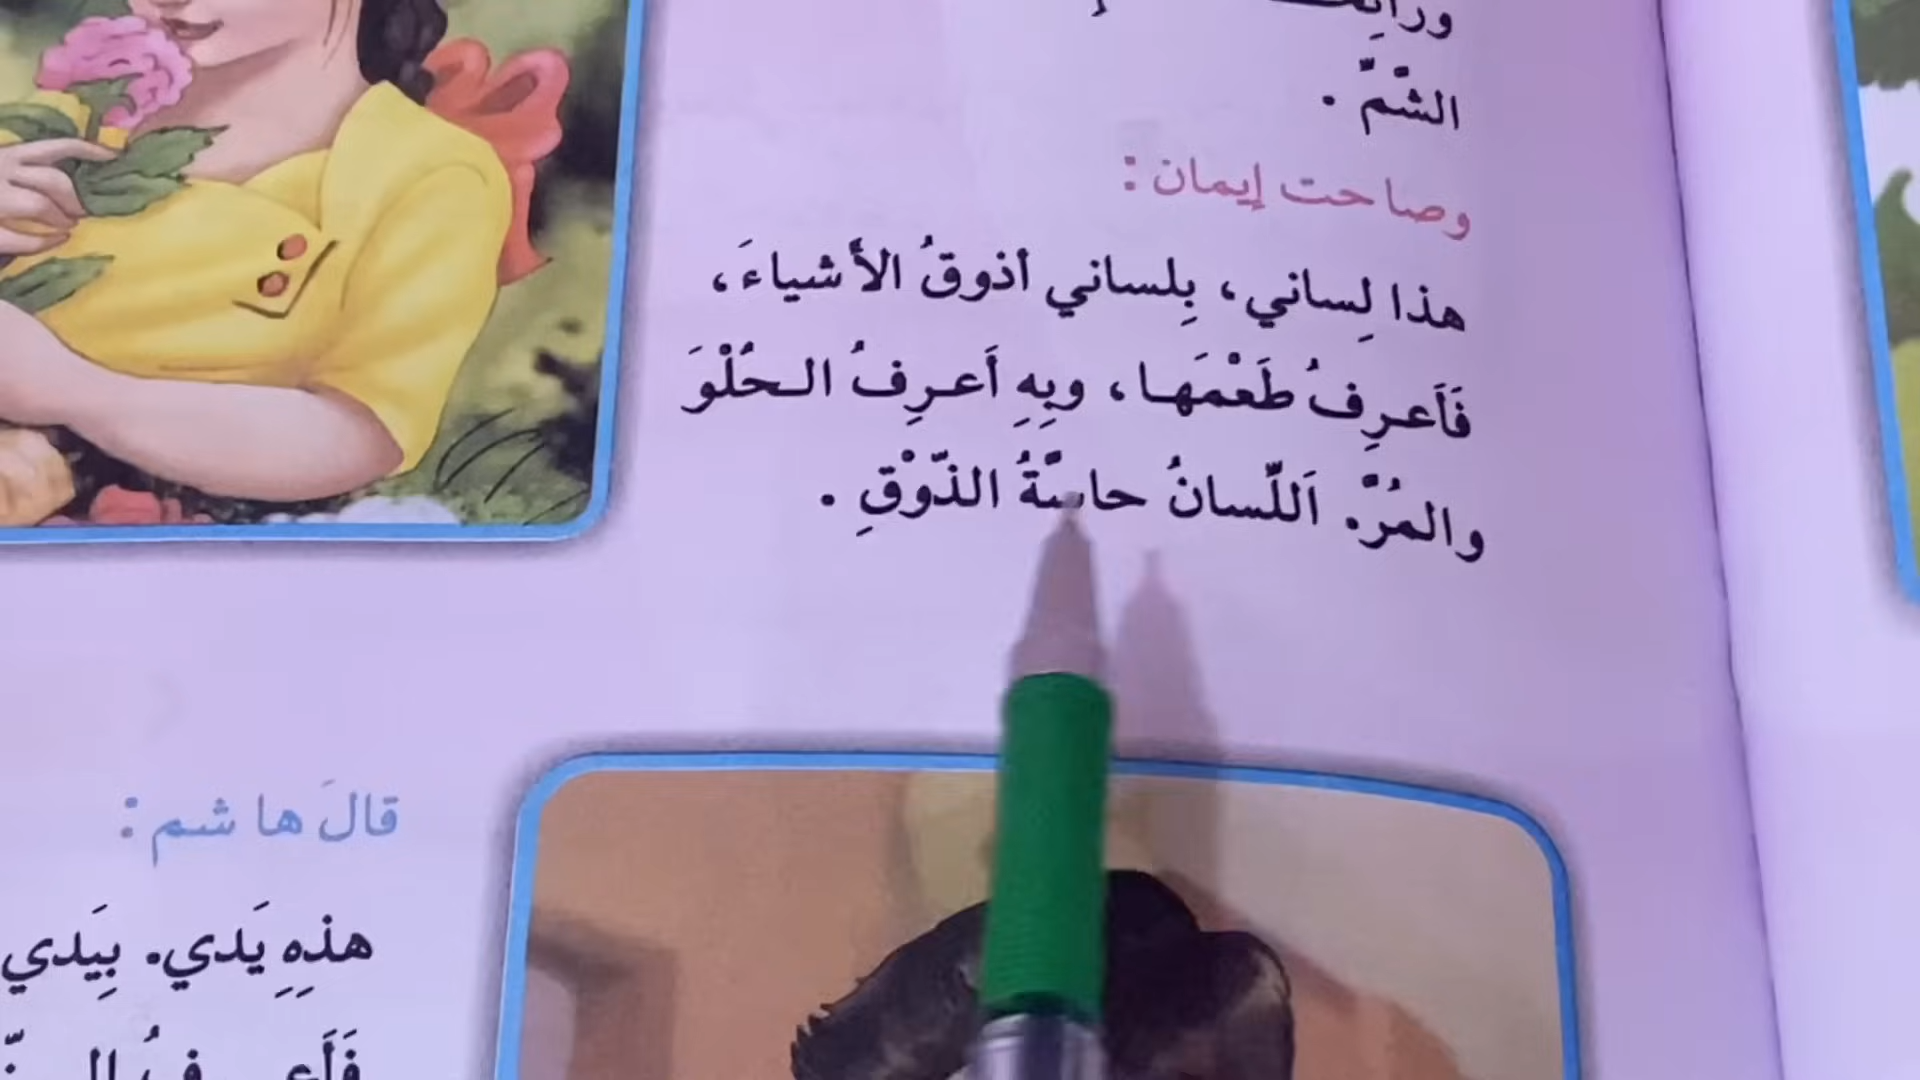 الشّمِّ .
وصاحت إيمان :
هذا لِساني، بِلساني أذوقُ الأشياءَ،
فَأَعرِفُ طَعْمَها، وبِهِ أَعرِفُ الحُلْوَ
والمُرَّ. اَللّسانُ حاسّةُ الذّوْقِ .
قالَ هاشم :
هذِهِ يَدي. بِيَدي